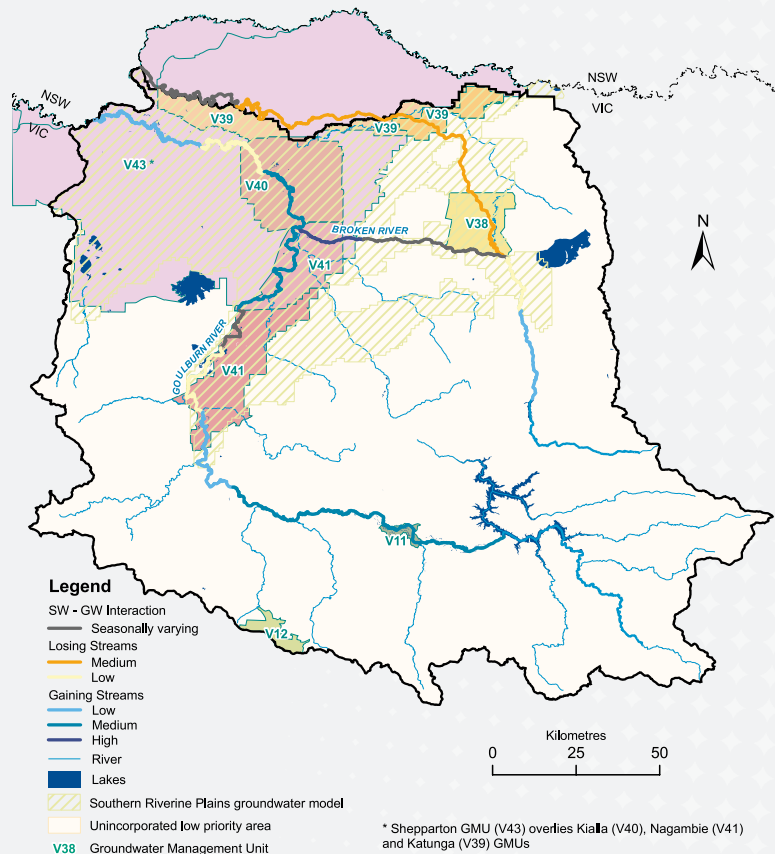 NSW
VIC
NSW
VIC
V39
V39
V39
V43 *
V40
V38
BROKEN RIVER
V41
N
GOULBURN RIVER
V41
V11
V12
Legend
SW - GW Interaction
Seasonally varying
Losing Streams
Medium
Low
Gaining Streams
Low
Medium
High
River
Lakes
Southern Riverine Plains groundwater model
Unincorporated low priority area
V38 Groundwater Management Unit
Kilometres
0 25 50
* Shepparton GMU (V43) overlies Kialla (V40), Nagambie (V41)
and Katunga (V39) GMUs